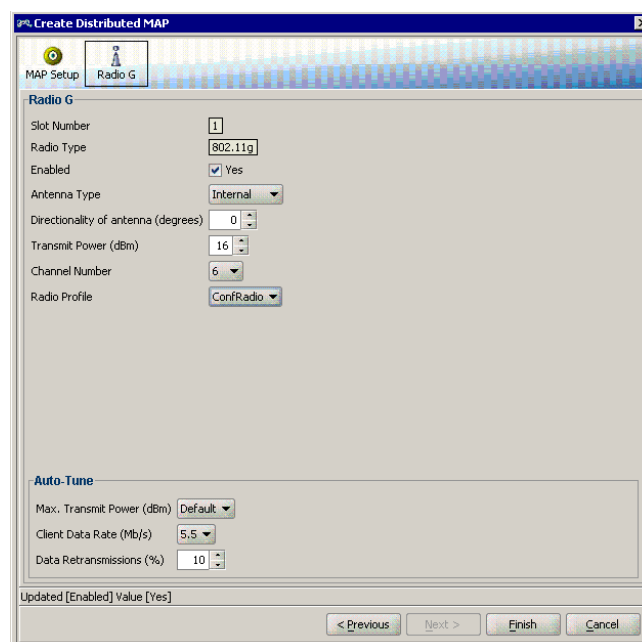 Create Distributed MAP
MAP Setup Radio G
Radio G
Slot Number 1
Radio Type 802.11g
Enabled Yes
Antenna Type Internal
Directionality of antenna (degrees) 0
Transmit Power (dBm) 16
Channel Number 6
Radio Profile ConfRadio
Auto-Tune
Max. Transmit Power (dBm) Default
Client Data Rate (Mb/s) 5.5
Data Retransmissions (%) 10
Updated [Enabled] Value [Yes]
< Previous Next > Finish Cancel